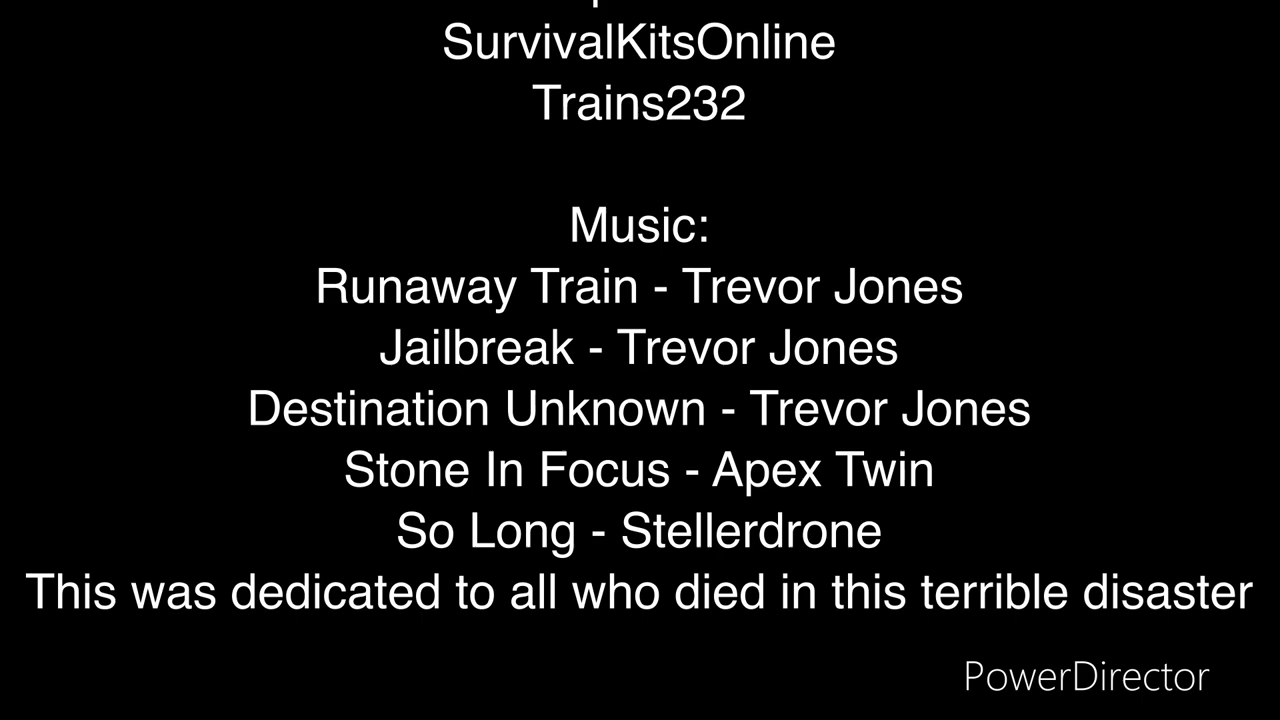 SurvivalKitsOnline
Trains232
Music:
Runaway Train - Trevor Jones
Jailbreak - Trevor Jones
Destination Unknown - Trevor Jones
Stone In Focus - Apex Twin
So Long - Stellerdrone
This was dedicated to all who died in this terrible disaster
PowerDirector